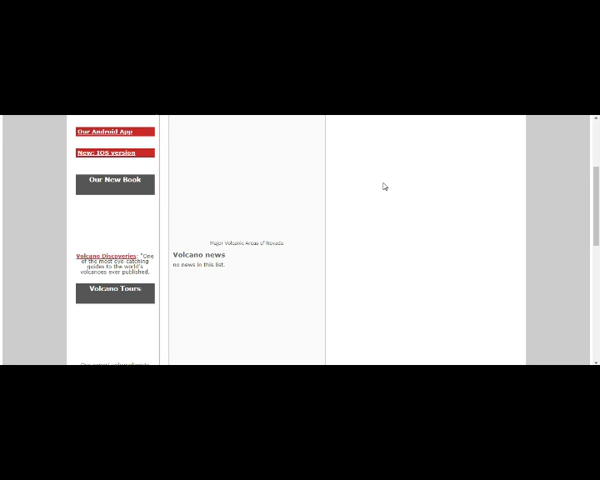 Our Android App
New: IOS version
Our New Book
Volcano Discoveries: "One
of the most eye-catching
guides to the world's
volcanoes ever published.
Volcano Tours
Major Volcanic Areas of Nevada
Volcano news
no news in this list.